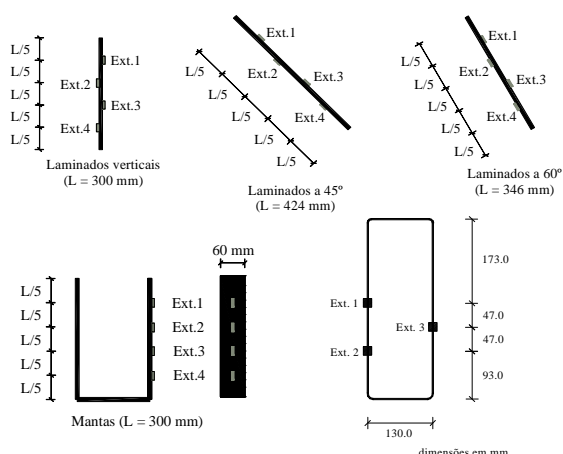 L/5
L/5
L/5
L/5
L/5
Ext.1
Ext.2
Ext.3
Ext.4
Laminados verticais
(L = 300 mm)
Ext.1
Ext.2
Ext.3
Ext.4
L/5
L/5
L/5
L/5
L/5
Laminados a 45º
(L = 424 mm)
Ext.1
Ext.2
Ext.3
Ext.4
L/5
L/5
L/5
L/5
L/5
Laminados a 60º
(L = 346 mm)
60 mm
L/5
L/5
L/5
L/5
L/5
Ext.1
Ext.2
Ext.3
Ext.4
Mantas (L = 300 mm)
Ext. 1
Ext. 2
Ext. 3
173.0
47.0
47.0
93.0
130.0
dimensões em mm